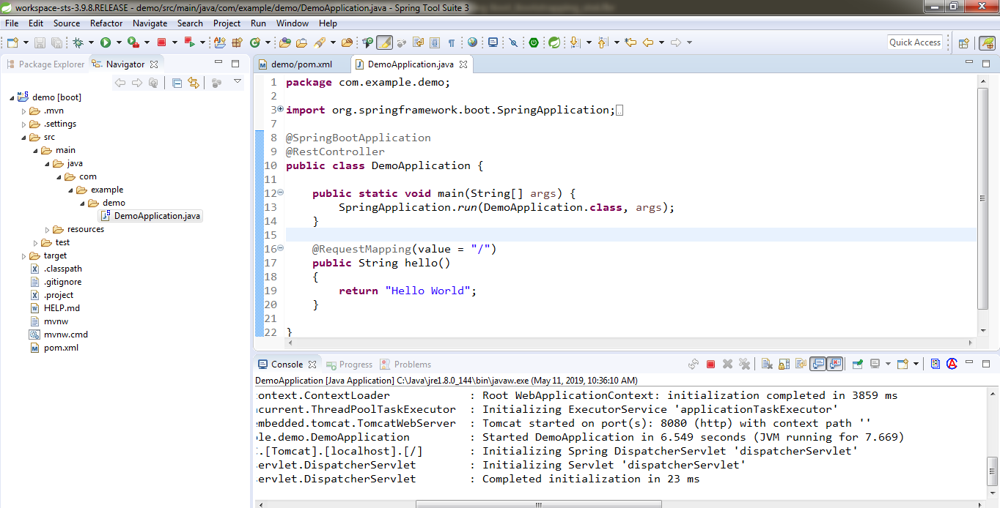 workspace-sts-3.9.8.RELEASE - demo/src/main/java/com/example/demo/DemoApplication.java - Spring Tool Suite 3
File Edit Source Refactor Navigate Search Project Run Window Help
Quick Access
Package Explorer Navigator
demo [boot]
.mvn
.settings
src
main
java
com
example
demo
DemoApplication.java
resources
test
target
.classpath
.gitignore
.project
HELP.md
mvnw
mvnw.cmd
pom.xml
demo/pom.xml DemoApplication.java
1 package com.example.demo;
2
3 import org.springframework.boot.SpringApplication;
7
8 @SpringBootApplication
9 @RestController
10 public class DemoApplication {
11
12 public static void main(String[] args) {
13 SpringApplication.run(DemoApplication.class, args);
14 }
15
16 @RequestMapping(value = "/")
17 public String hello()
18 {
19 return "Hello World";
20 }
21
22 }
Console Progress Problems
DemoApplication [Java Application] C:\Java\jre1.8.0_144\bin\javaw.exe (May 11, 2019, 10:36:10 AM)
context.ContextLoader : Root WebApplicationContext: initialization completed in 3859 ms
ncurrent.ThreadPoolTaskExecutor : Initializing ExecutorService 'applicationTaskExecutor'
embedded.tomcat.TomcatWebServer : Tomcat started on port(s): 8080 (http) with context path ''
ple.demo.DemoApplication : Started DemoApplication in 6.549 seconds (JVM running for 7.669)
.[Tomcat].[localhost].[/] : Initializing Spring DispatcherServlet 'dispatcherServlet'
servlet.DispatcherServlet : Initializing Servlet 'dispatcherServlet'
servlet.DispatcherServlet : Completed initialization in 23 ms